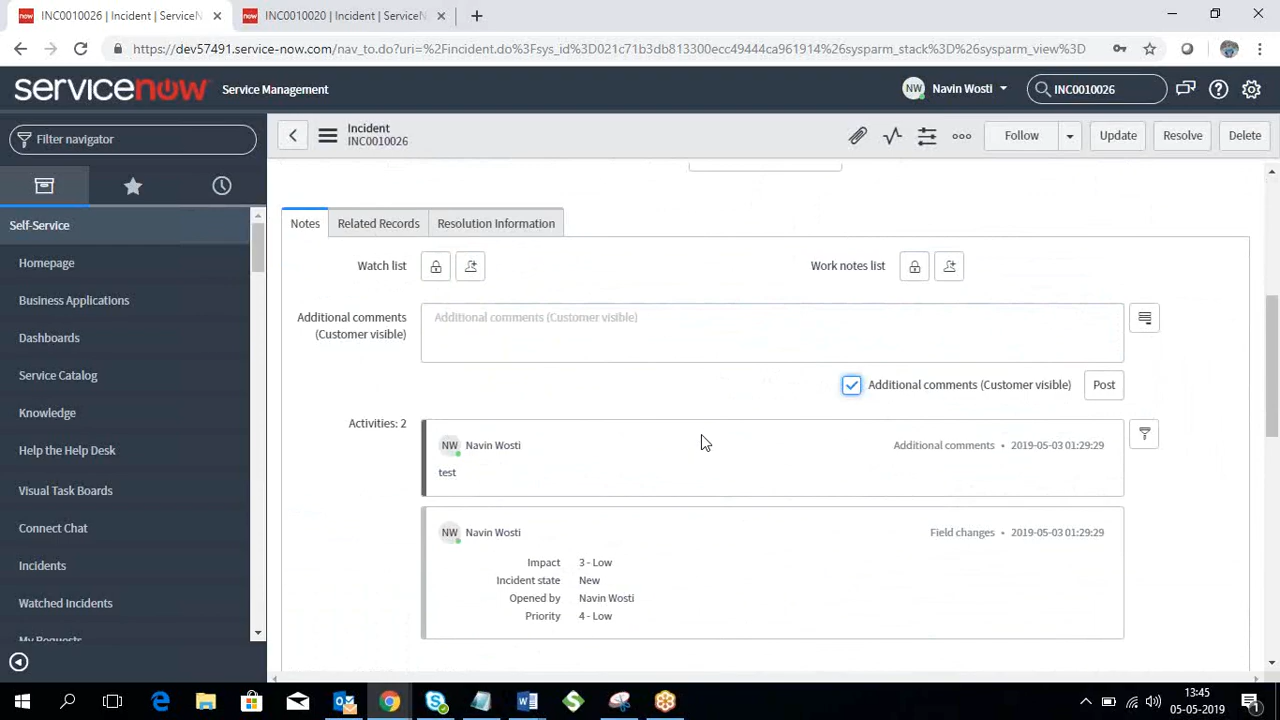 INC0010026 | Incident | ServiceN
INC0010020 | Incident | ServiceN
https://dev57491.service-now.com/nav_to.do?uri=%2Fincident.do%3Fsys_id%3D021c71b3db813300ecc49444ca961914%26sysparm_stack%3D%26sysparm_view%3D
servicenow Service Management
NW Navin Wosti
INC0010026
Filter navigator
Incident
INC0010026
Follow
Update
Resolve
Delete
Self-Service
Homepage
Business Applications
Dashboards
Service Catalog
Knowledge
Help the Help Desk
Visual Task Boards
Connect Chat
Incidents
Watched Incidents
My Requests
Notes
Related Records
Resolution Information
Watch list
Work notes list
Additional comments
(Customer visible)
Additional comments (Customer visible)
Additional comments (Customer visible)
Post
Activities: 2
NW Navin Wosti
Additional comments • 2019-05-03 01:29:29
test
NW Navin Wosti
Field changes • 2019-05-03 01:29:29
Impact 3 - Low
Incident state New
Opened by Navin Wosti
Priority 4 - Low
13:45
05-05-2019